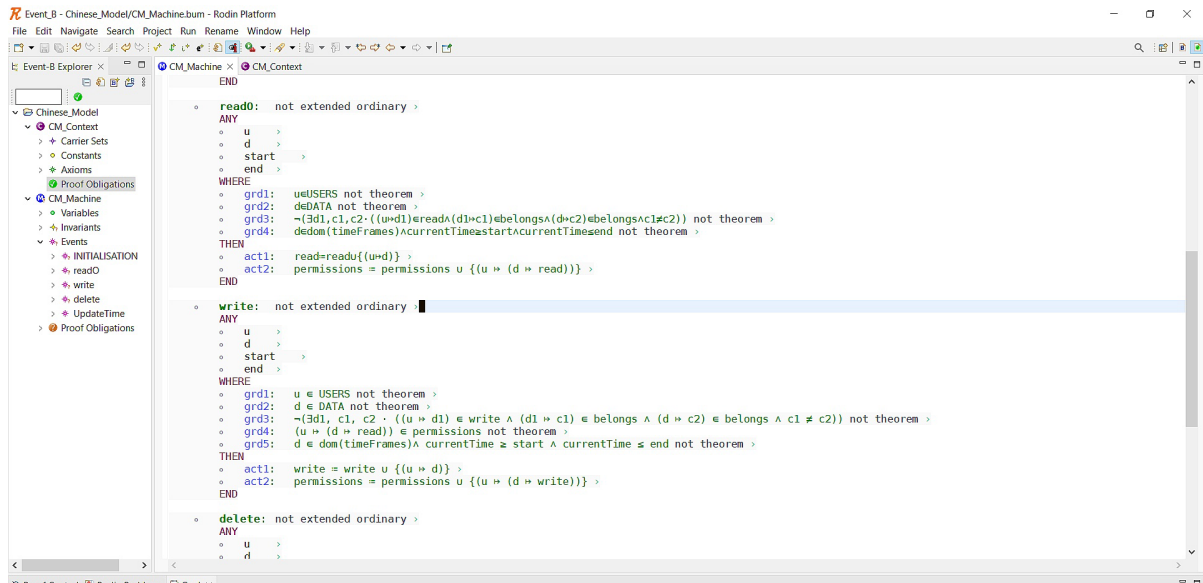 Event_B - Chinese_Model/CM_Machine.bum - Rodin Platform
File Edit Navigate Search Project Run Rename Window Help
Event-B Explorer
CM_Machine
CM_Context
Chinese_Model
CM_Context
Carrier Sets
Constants
Axioms
Proof Obligations
CM_Machine
Variables
Invariants
Events
INITIALISATION
readO
write
delete
UpdateTime
Proof Obligations
END
readO: not extended ordinary ›
ANY
u ›
d ›
start ›
end ›
WHERE
grd1: u∈USERS not theorem ›
grd2: d∈DATA not theorem ›
grd3: ¬(∃d1,c1,c2·((u↦d1)∈read∧(d1↦c1)∈belongs∧(d↦c2)∈belongs∧c1≠c2)) not theorem ›
grd4: d∈dom(timeFrames)∧currentTime≥start∧currentTime≤end not theorem ›
THEN
act1: read≔read∪{(u↦d)} ›
act2: permissions ≔ permissions ∪ {(u ↦ (d ↦ read))} ›
END
write: not extended ordinary ›
ANY
u ›
d ›
start ›
end ›
WHERE
grd1: u ∈ USERS not theorem ›
grd2: d ∈ DATA not theorem ›
grd3: ¬(∃d1, c1, c2 · ((u ↦ d1) ∈ write ∧ (d1 ↦ c1) ∈ belongs ∧ (d ↦ c2) ∈ belongs ∧ c1 ≠ c2)) not theorem ›
grd4: (u ↦ (d ↦ read)) ∈ permissions not theorem ›
grd5: d ∈ dom(timeFrames)∧ currentTime ≥ start ∧ currentTime ≤ end not theorem ›
THEN
act1: write ≔ write ∪ {(u ↦ d)} ›
act2: permissions ≔ permissions ∪ {(u ↦ (d ↦ write))} ›
END
delete: not extended ordinary ›
ANY
u ›
d ›